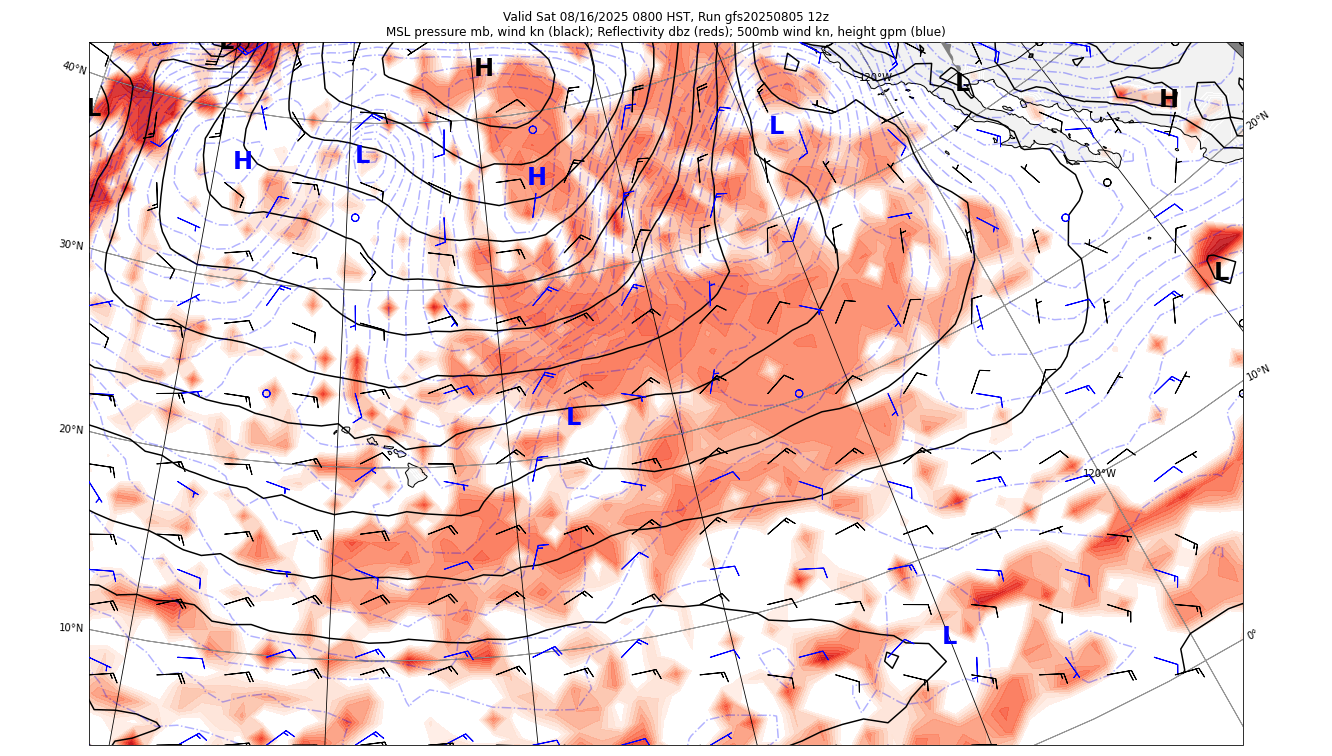 Valid Sat 08/16/2025 0800 HST, Run gfs20250805 12z
MSL pressure mb, wind kn (black); Reflectivity dbz (reds); 500mb wind kn, height gpm (blue)
L
H
40°N
120°W
L
L
H
20°N
L
H
L
H
30°N
L
10°N
L
20°N
120°W
10°N
L
0°